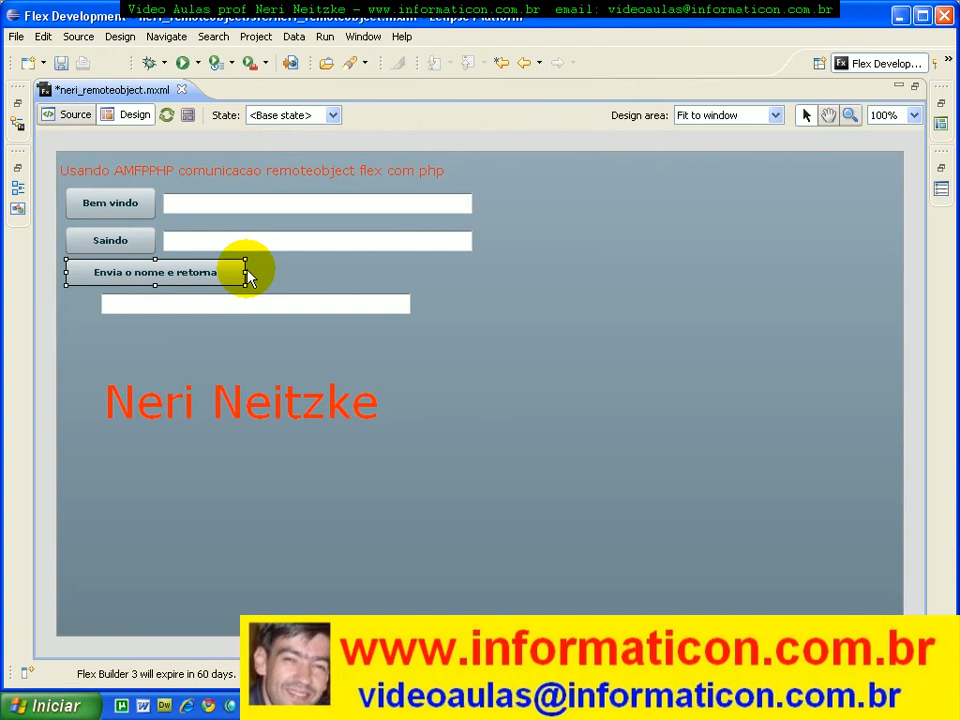 Video Aulas prof Neri Neitzke – www.informaticon.com.br email: videoaulas@informaticon.com.br
Flex Development -
File Edit Source Design Navigate Search Project Data Run Window Help
Flex Develop...
*neri_remoteobject.mxml
Source Design State: <Base state> Design area: Fit to window 100%
Usando AMFPPHP comunicacao remoteobject flex com php
Bem vindo
Saindo
Envia o nome e retorna
Neri Neitzke
www.informaticon.com.br
Flex Builder 3 will expire in 60 days.
videoaulas@informaticon.com.br
Iniciar